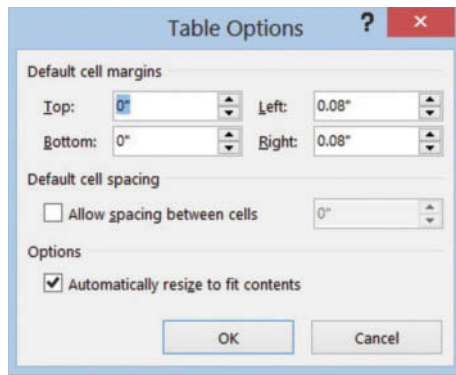 Table Options ? ×
Default cell margins
Top: 0" Left: 0.08"
Bottom: 0" Right: 0.08"
Default cell spacing
Allow spacing between cells 0"
Options
Automatically resize to fit contents
OK Cancel